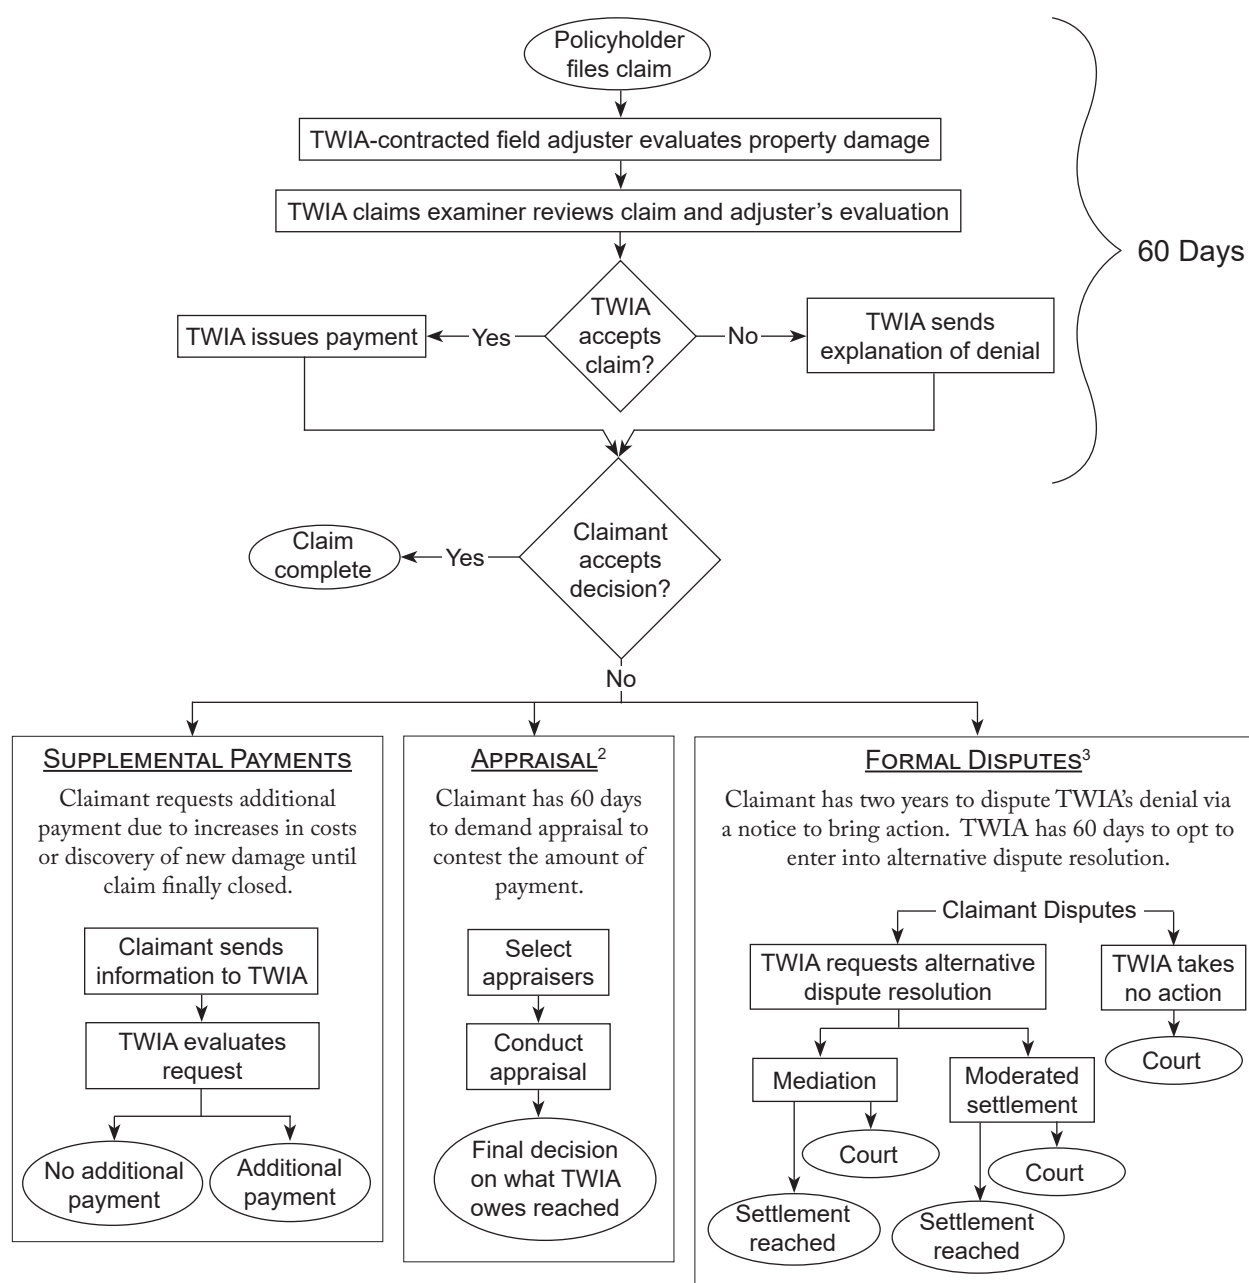 Policyholder
files claim
TWIA-contracted field adjuster evaluates property damage
TWIA claims examiner reviews claim and adjuster's evaluation
60 Days
TWIA
accepts
claim?
Yes
TWIA issues payment
No
TWIA sends
explanation of denial
Claimant
accepts
decision?
Yes
Claim
complete
No
SUPPLEMENTAL PAYMENTS
Claimant requests additional
payment due to increases in costs
or discovery of new damage until
claim finally closed.
Claimant sends
information to TWIA
TWIA evaluates
request
No additional
payment
Additional
payment
APPRAISAL²
Claimant has 60 days
to demand appraisal to
contest the amount of
payment.
Select
appraisers
Conduct
appraisal
Final decision
on what TWIA
owes reached
FORMAL DISPUTES³
Claimant has two years to dispute TWIA's denial via
a notice to bring action. TWIA has 60 days to opt to
enter into alternative dispute resolution.
Claimant Disputes
TWIA requests alternative
dispute resolution
TWIA takes
no action
Court
Mediation
Moderated
settlement
Court
Court
Settlement
reached
Settlement
reached